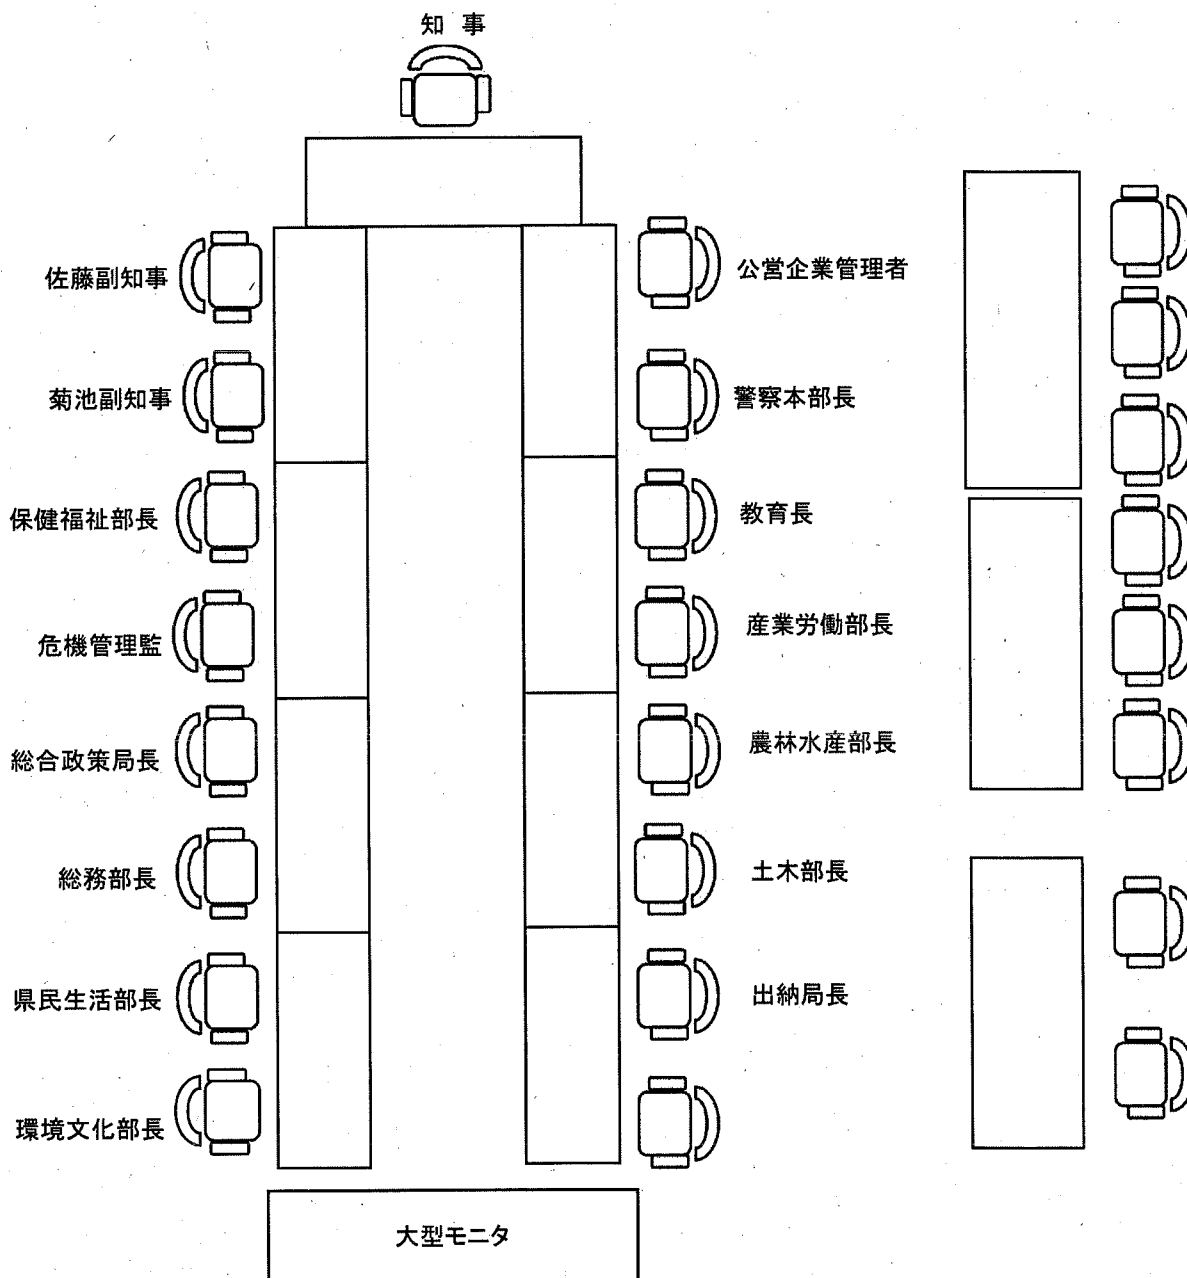 知 事
佐藤副知事
菊池副知事
保健福祉部長
危機管理監
総合政策局長
総務部長
県民生活部長
環境文化部長
公営企業管理者
警察本部長
教育長
産業労働部長
農林水産部長
土木部長
出納局長
大型モニタ